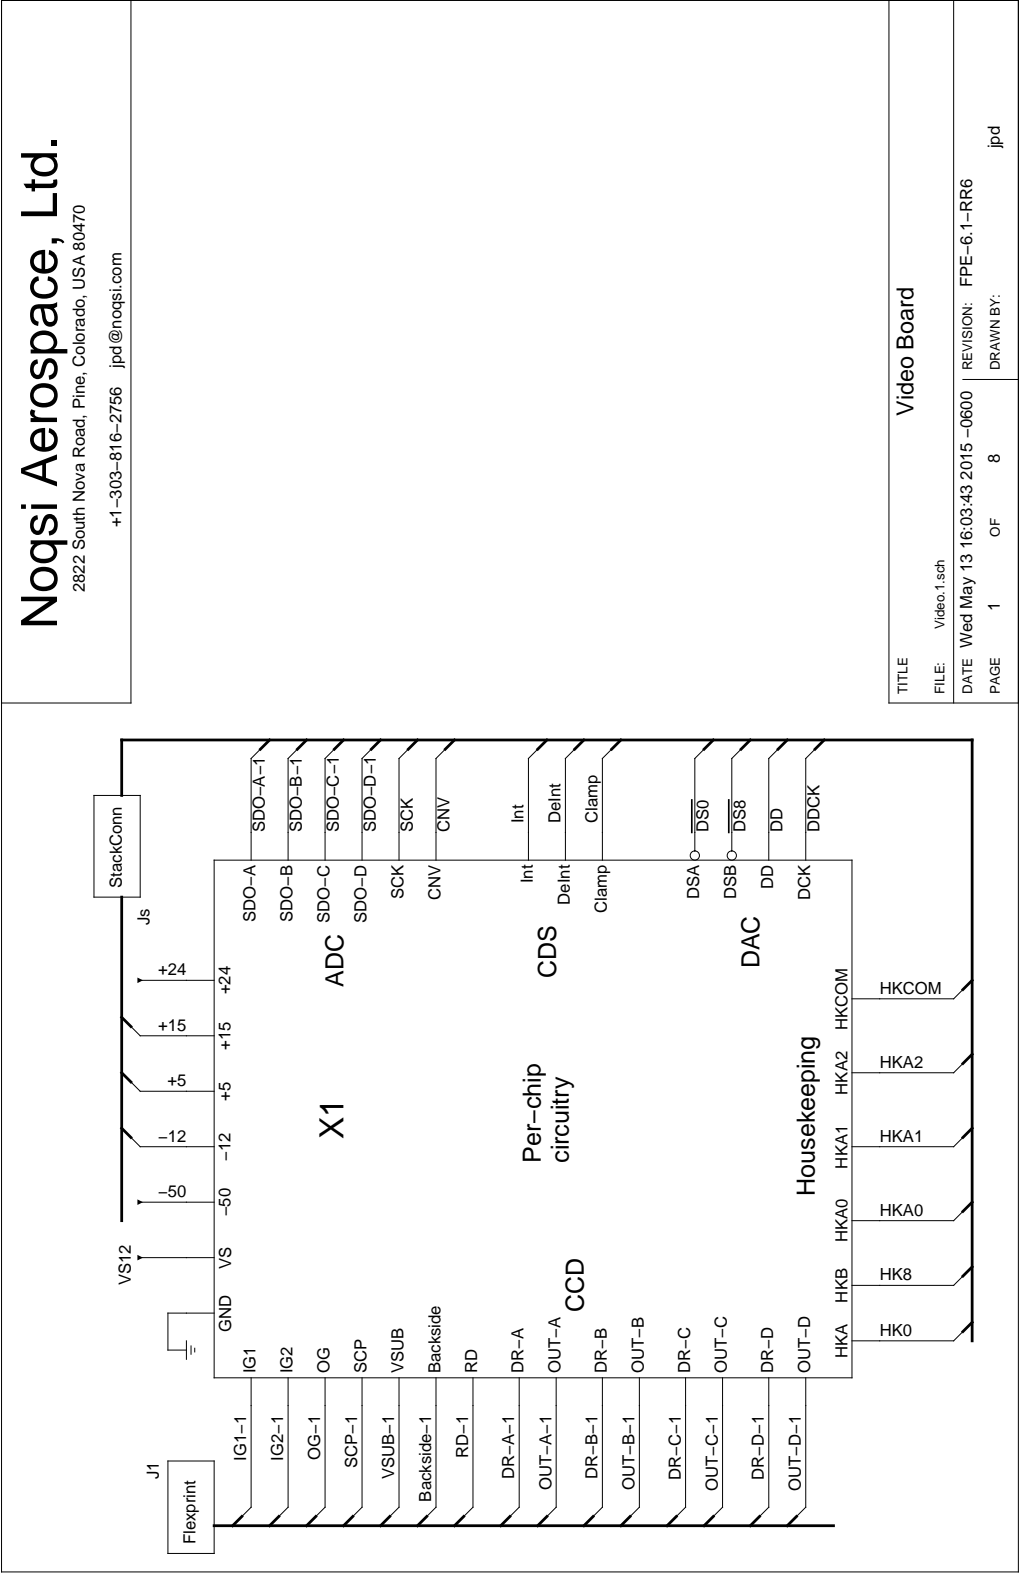 Noqsi Aerospace, Ltd.
2822 South Nova Road, Pine, Colorado, USA 80470
+1−303−816−2756 jpd@noqsi.com
Flexprint
J1
IG1−1
IG2−1
OG−1
SCP−1
VSUB−1
Backside−1
RD−1
DR−A−1
OUT−A−1
DR−B−1
OUT−B−1
DR−C−1
OUT−C−1
DR−D−1
OUT−D−1
IG1
IG2
OG
SCP
VSUB
Backside
RD
DR−A
OUT−A
DR−B
OUT−B
DR−C
OUT−C
DR−D
OUT−D
CCD
GND
VS12
VS
−50
−50
−12
−12
+5
+5
+15
+15
+24
+24
X1
Per−chip
circuitry
StackConn
Js
ADC
SDO−A
SDO−B
SDO−C
SDO−D
SCK
CNV
SDO−A−1
SDO−B−1
SDO−C−1
SDO−D−1
SCK
CNV
CDS
Int
DeInt
Clamp
Int
DeInt
Clamp
DAC
DSA
DSB
DD
DCK
DS0
DS8
DD
DDCK
Housekeeping
HKA
HKB
HKA0
HKA1
HKA2
HKCOM
HK0
HK8
HKA0
HKA1
HKA2
HKCOM
TITLE
Video Board
FILE: Video.1.sch
DATE Wed May 13 16:03:43 2015 −0600
REVISION: FPE−6.1−RR6
PAGE 1 OF 8
DRAWN BY: jpd